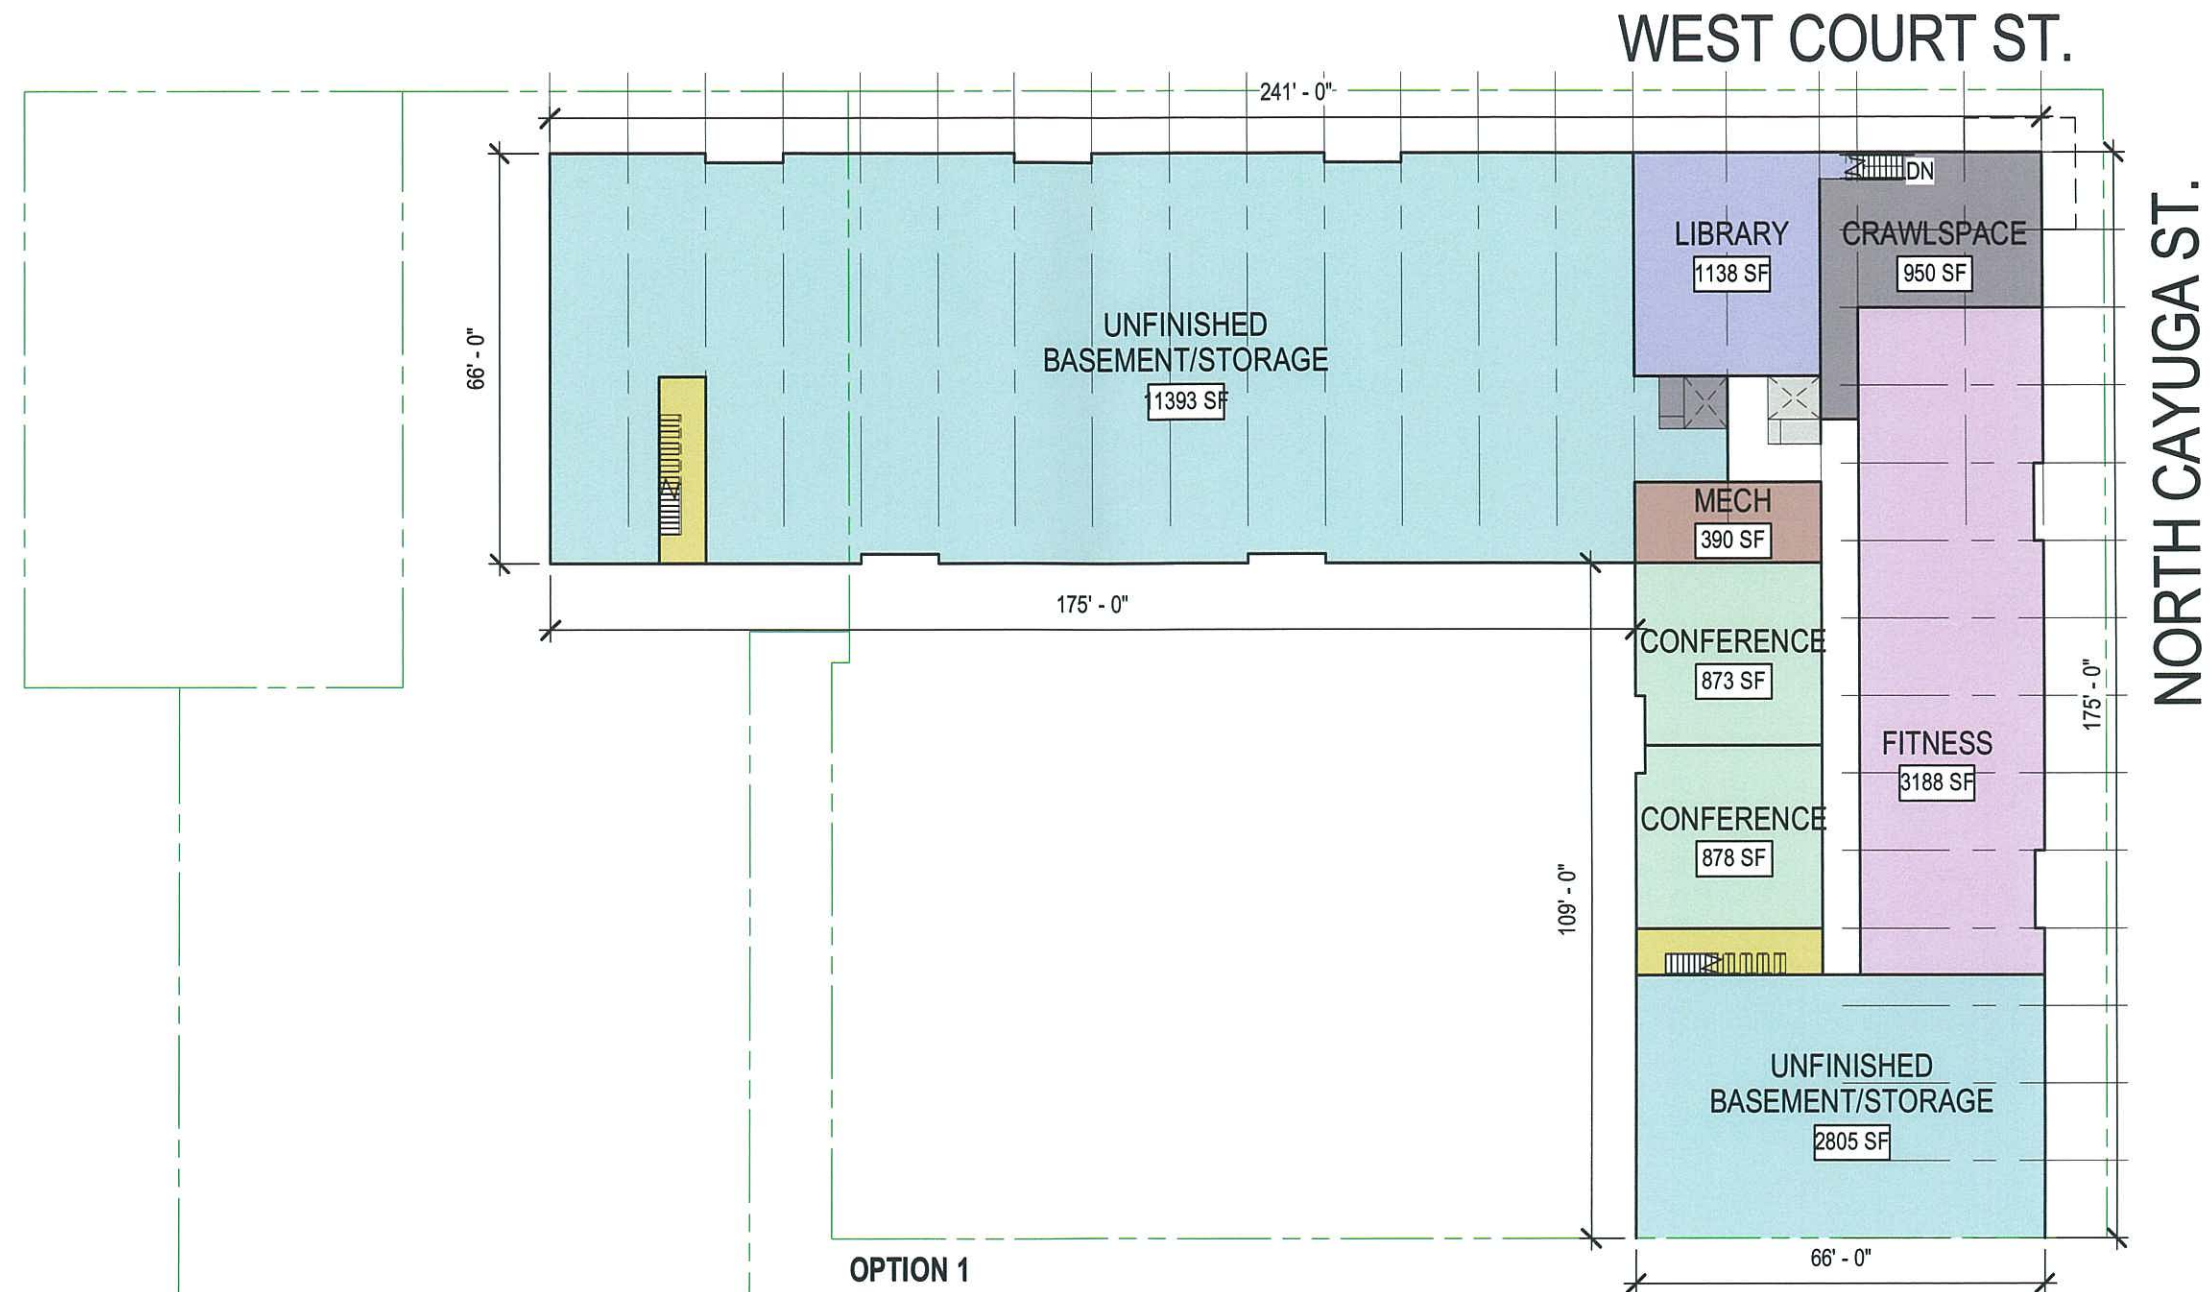 WEST COURT ST.
241' - 0"
NORTH CAYUGA ST.
DN
LIBRARY
1138 SF
CRAWLSPACE
950 SF
UNFINISHED
BASEMENT/STORAGE
11393 SF
66' - 0"
MECH
390 SF
175' - 0"
CONFERENCE
873 SF
175' - 0"
FITNESS
3188 SF
CONFERENCE
878 SF
109' - 0"
UNFINISHED
BASEMENT/STORAGE
2805 SF
66' - 0"
OPTION 1